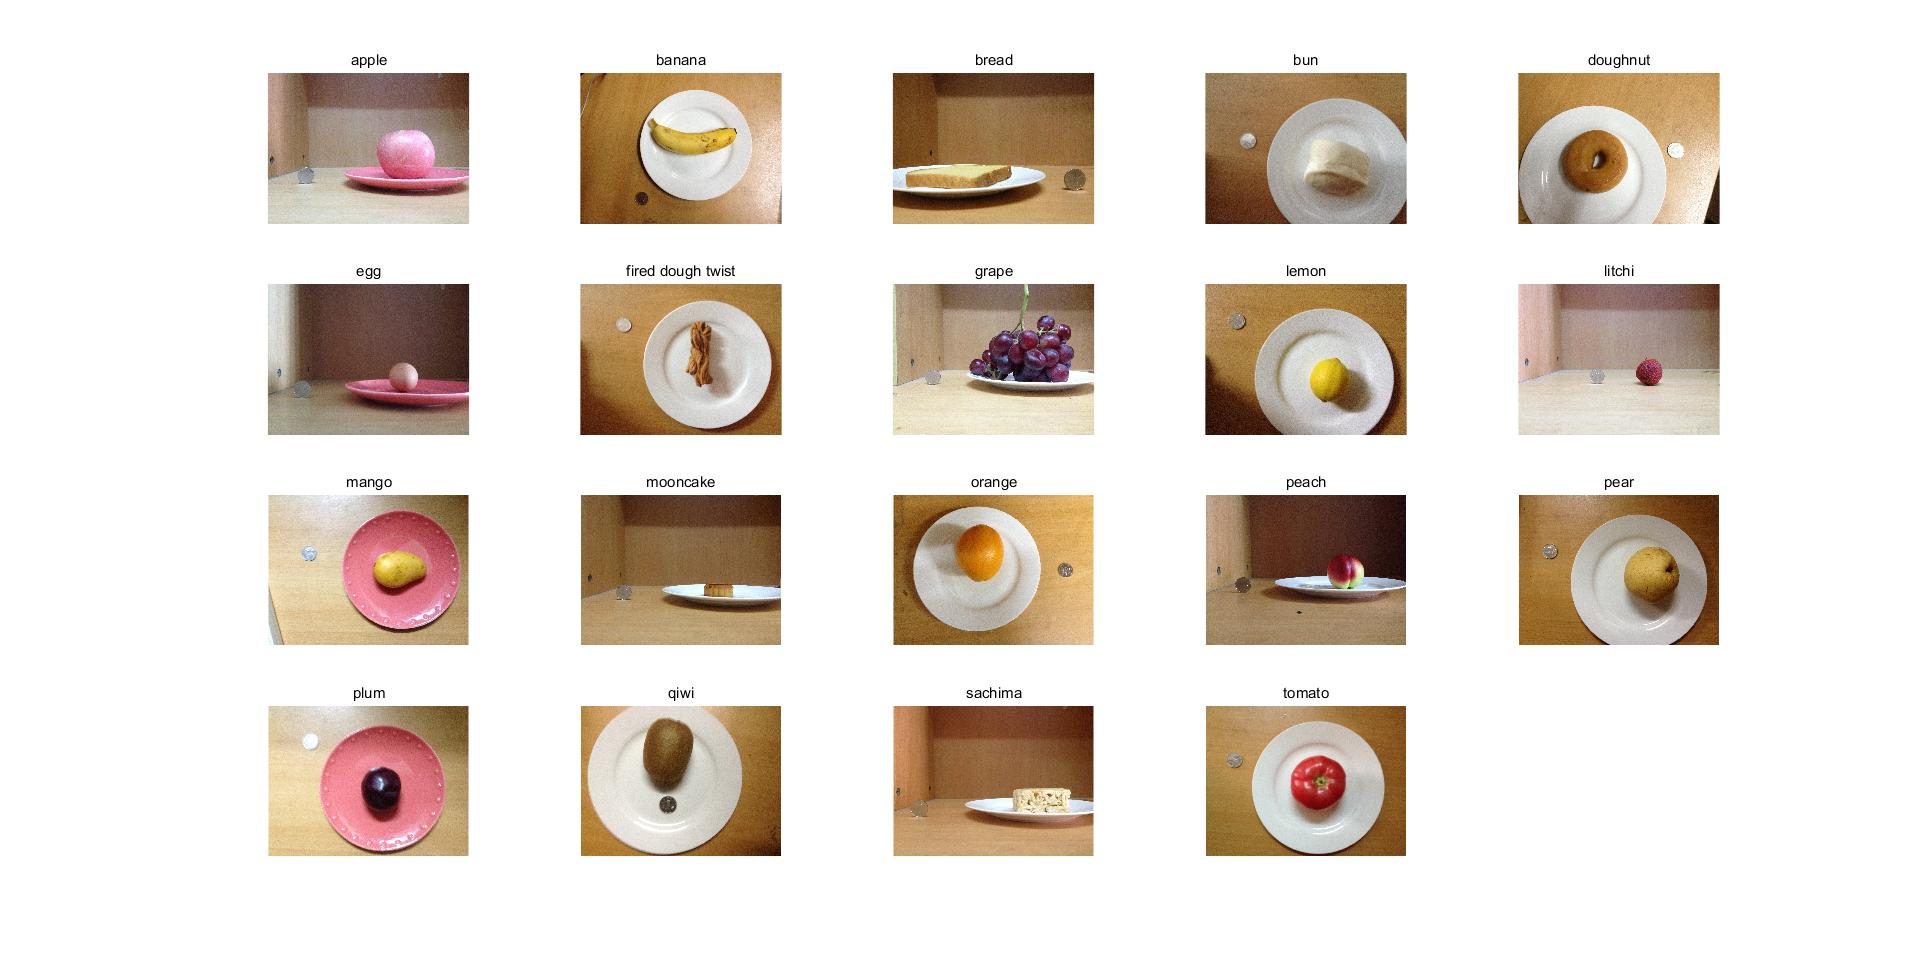 apple
banana
bread
bun
doughnut
egg
fired dough twist
grape
lemon
litchi
mango
mooncake
orange
peach
pear
plum
qiwi
sachima
tomato